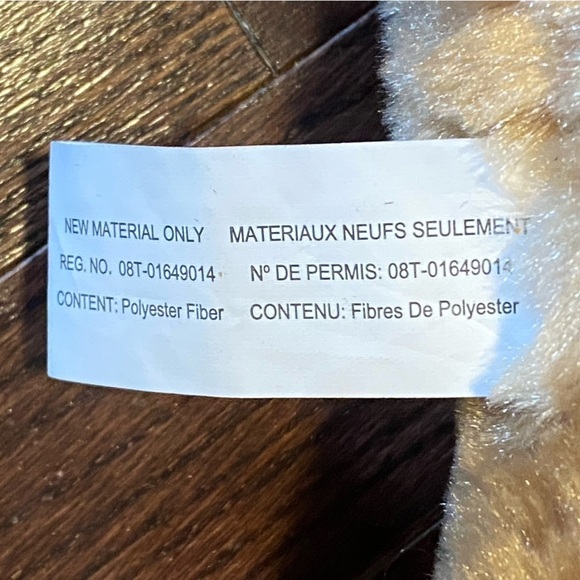 NEW MATERIAL ONLY MATERIAUX NEUFS SEULEMENT
REG. NO. 08T-01649014 Nº DE PERMIS: 08T-01649014
CONTENT: Polyester Fiber CONTENU: Fibres De Polyester